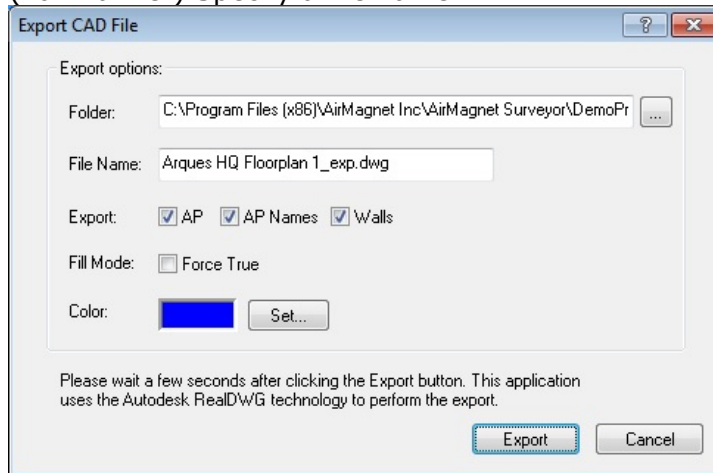 Export CAD File
Export options:
Folder: C:\Program Files (x86)\AirMagnet Inc\AirMagnet Surveyor\DemoPr ...
File Name: Arques HQ Floorplan 1_exp.dwg
Export: AP AP Names Walls
Fill Mode: Force True
Color: Set...
Please wait a few seconds after clicking the Export button. This application
uses the Autodesk RealDWG technology to perform the export.
Export Cancel